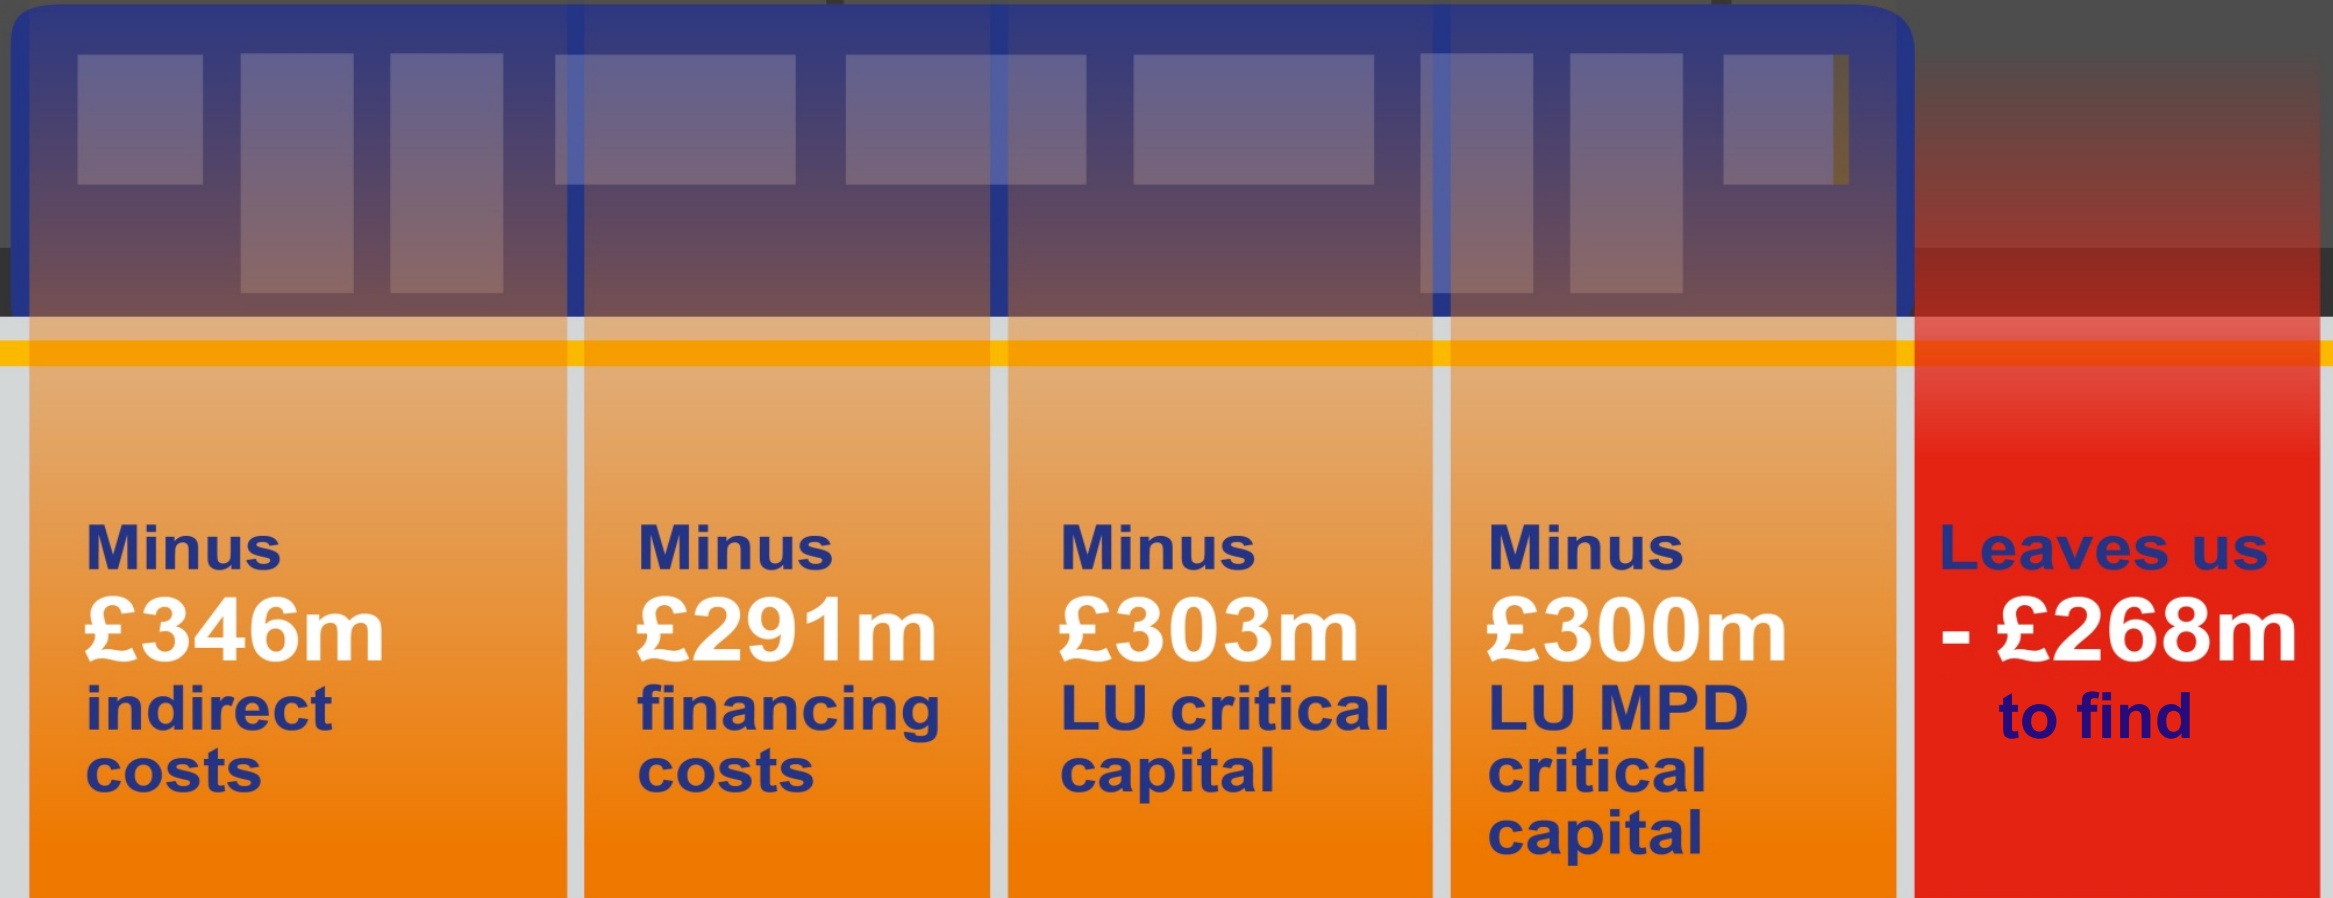 Minus
£346m
indirect
costs
Minus
£291m
financing
costs
Minus
£303m
LU critical
capital
Minus
£300m
LU MPD
critical
capital
Leaves us
- £268m
to find